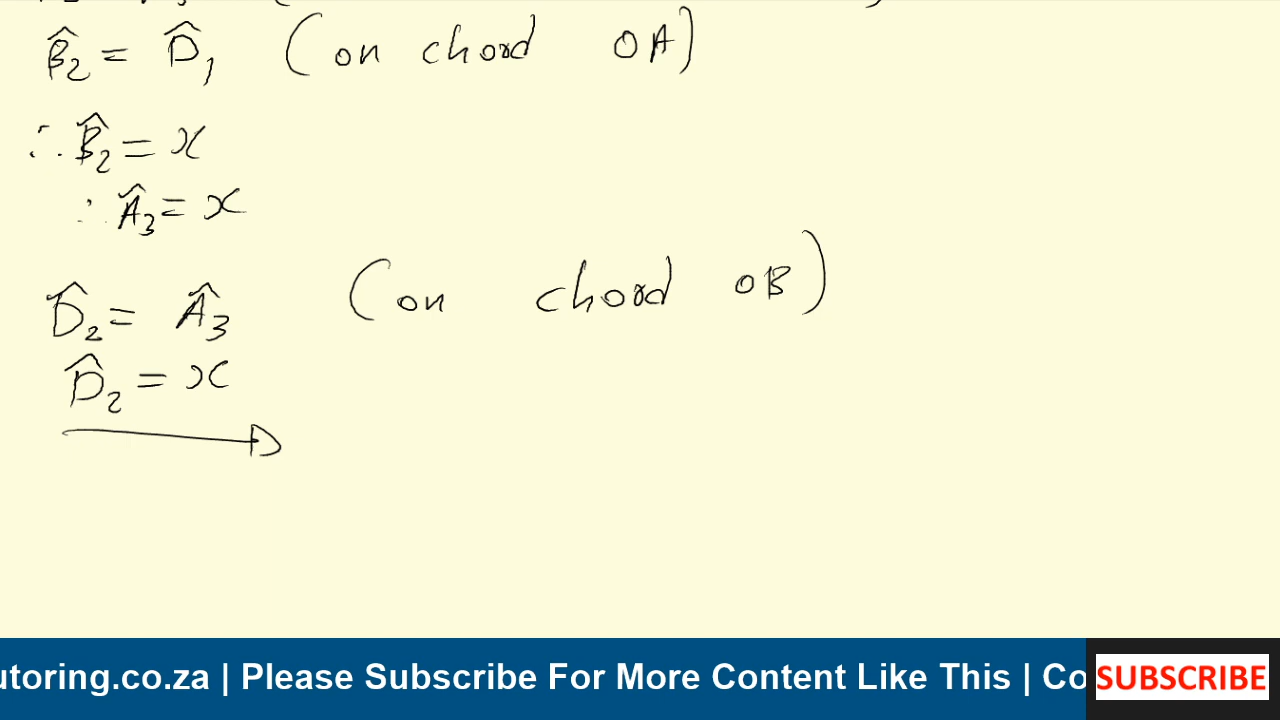 B̂₂ = D̂₁ (on chord OA)
∴ B̂₂ = x
∴ Â₃ = x
D̂₂ = Â₃ (on chord OB)
D̂₂ = x
utoring.co.za | Please Subscribe For More Content Like This | Co
SUBSCRIBE